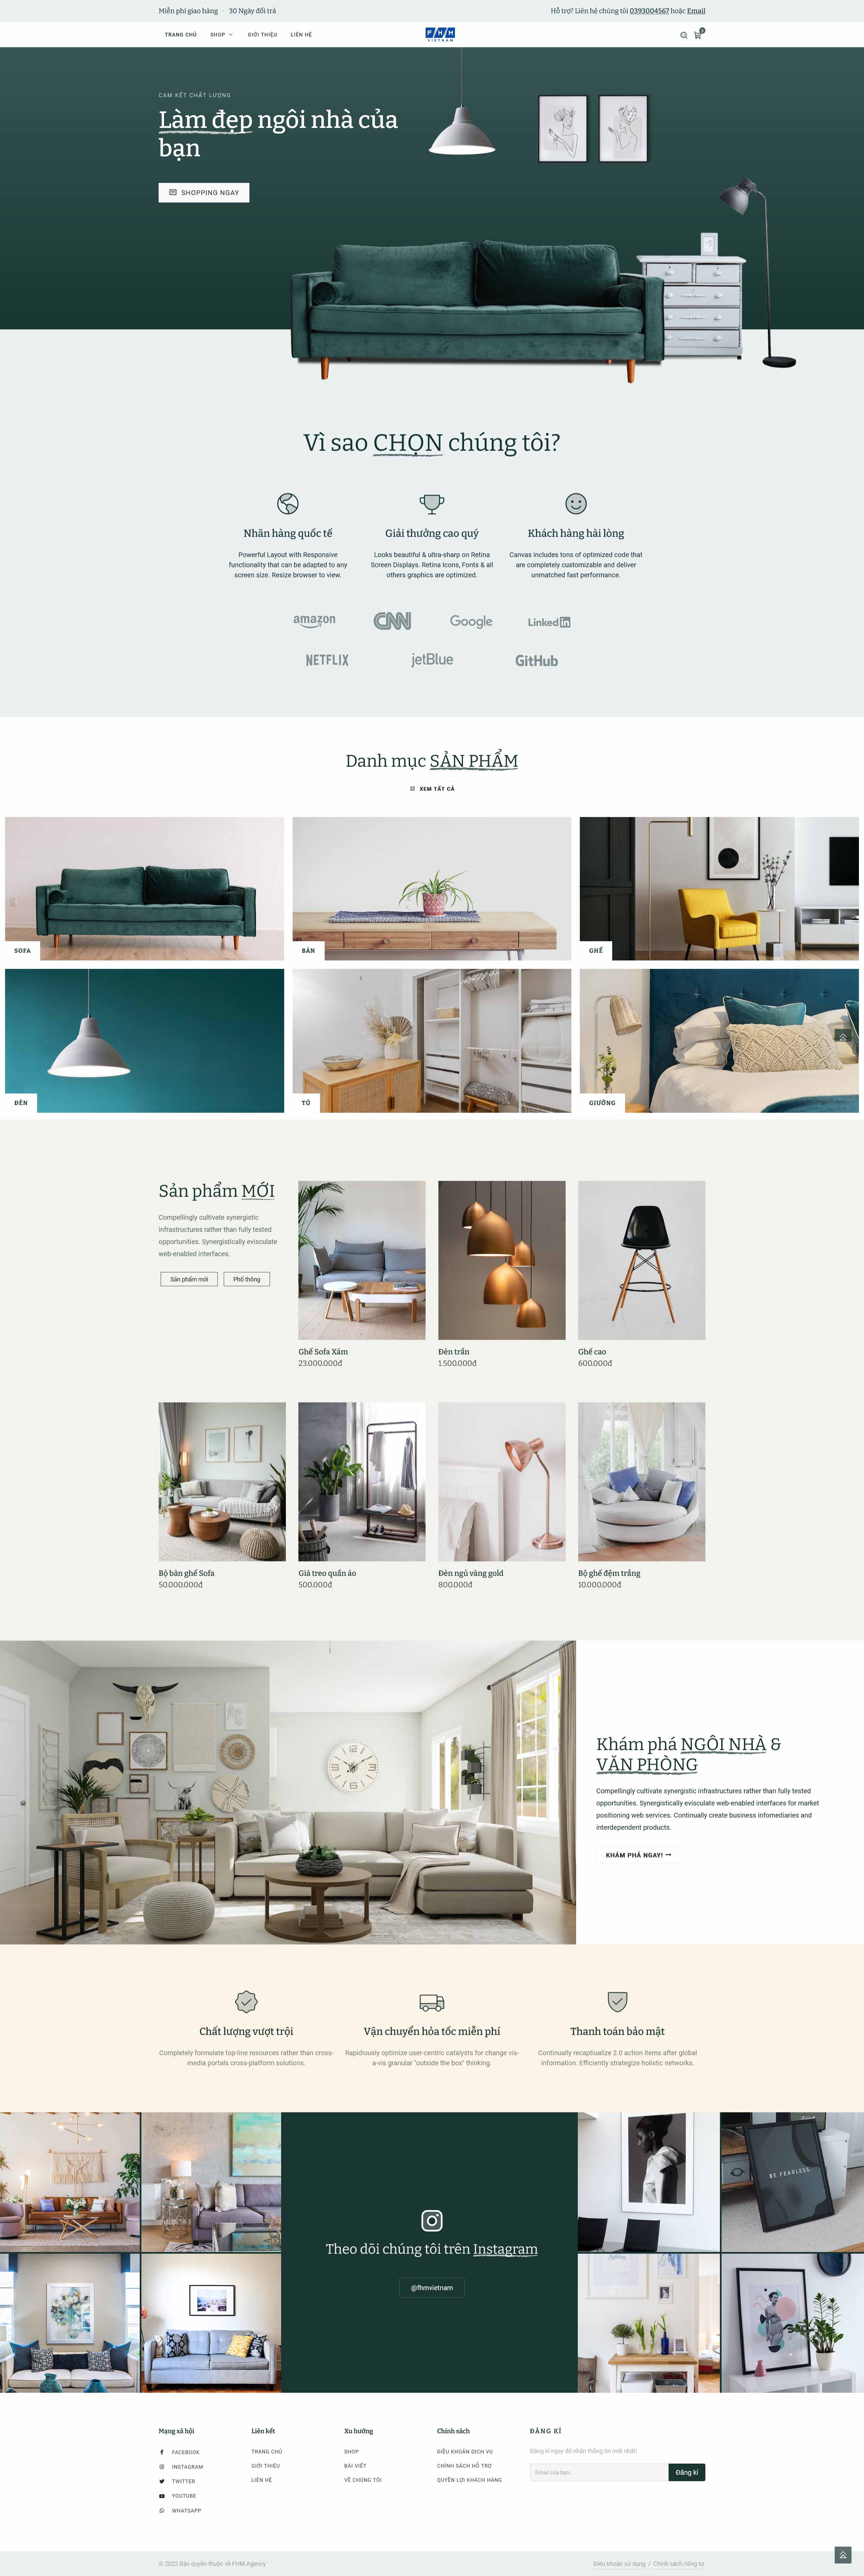 Miễn phí giao hàng · 30 Ngày đổi trả
Hỗ trợ? Liên hệ chúng tôi 0393004567 hoặc Email
TRANG CHỦ SHOP GIỚI THIỆU LIÊN HỆ
FHM
VIETNAM
CAM KẾT CHẤT LƯỢNG
Làm đẹp ngôi nhà của
bạn
SHOPPING NGAY
Vì sao CHỌN chúng tôi?
Nhãn hàng quốc tế
Powerful Layout with Responsive
functionality that can be adapted to any
screen size. Resize browser to view.
Giải thưởng cao quý
Looks beautiful & ultra-sharp on Retina
Screen Displays. Retina Icons, Fonts & all
others graphics are optimized.
Khách hàng hài lòng
Canvas includes tons of optimized code that
are completely customizable and deliver
unmatched fast performance.
amazon CNN Google LinkedIn
NETFLIX jetBlue GitHub
Danh mục SẢN PHẨM
XEM TẤT CẢ
SOFA
BÀN
GHẾ
ĐÈN
TỦ
GIƯỜNG
Sản phẩm MỚI
Compellingly cultivate synergistic
infrastructures rather than fully tested
opportunities. Synergistically evisculate
web-enabled interfaces.
Sản phẩm mới Phổ thông
Ghế Sofa Xám
23.000.000đ
Đèn trần
1.500.000đ
Ghế cao
600.000đ
Bộ bàn ghế Sofa
50.000.000đ
Giá treo quần áo
500.000đ
Đèn ngủ vàng gold
800.000đ
Bộ ghế đệm trắng
10.000.000đ
Khám phá NGÔI NHÀ &
VĂN PHÒNG
Compellingly cultivate synergistic infrastructures rather than fully tested
opportunities. Synergistically evisculate web-enabled interfaces for market
positioning web services. Continually create business infomediaries and
interdependent products.
KHÁM PHÁ NGAY!
Chất lượng vượt trội
Completely formulate top-line resources rather than cross-
media portals cross-platform solutions.
Vận chuyển hỏa tốc miễn phí
Rapidiously optimize user-centric catalysts for change vis-
a-vis granular "outside the box" thinking.
Thanh toán bảo mật
Continually recaptiualize 2.0 action items after global
information. Efficiently strategize holistic networks.
BE FEARLESS.
Theo dõi chúng tôi trên Instagram
@fhmvietnam
Mạng xã hội
FACEBOOK
INSTAGRAM
TWITTER
YOUTUBE
WHATSAPP
Liên kết
TRANG CHỦ
GIỚI THIỆU
LIÊN HỆ
Xu hướng
SHOP
BÀI VIẾT
VỀ CHÚNG TÔI
Chính sách
ĐIỀU KHOẢN DỊCH VỤ
CHÍNH SÁCH HỖ TRỢ
QUYỀN LỢI KHÁCH HÀNG
ĐĂNG KÍ
Đăng kí ngay để nhận thông tin mới nhất!
Email của bạn..
Đăng kí
© 2022 Bản quyền thuộc về FHM Agency
Điều khoản sử dụng / Chính sách riêng tư